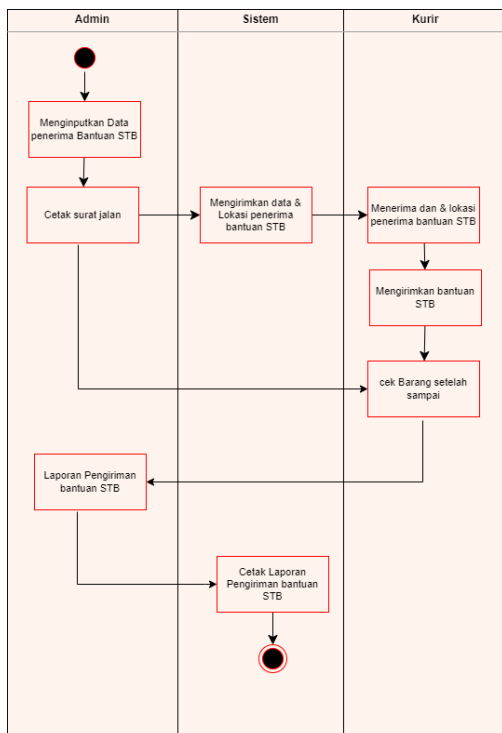 Admin
Sistem
Kurir
Menginputkan Data
penerima Bantuan STB
Cetak surat jalan
Mengirimkan data &
Lokasi penerima
bantuan STB
Menerima dan & lokasi
penerima bantuan STB
Mengirimkan bantuan
STB
cek Barang setelah
sampai
Laporan Pengiriman
bantuan STB
Cetak Laporan
Pengiriman bantuan
STB